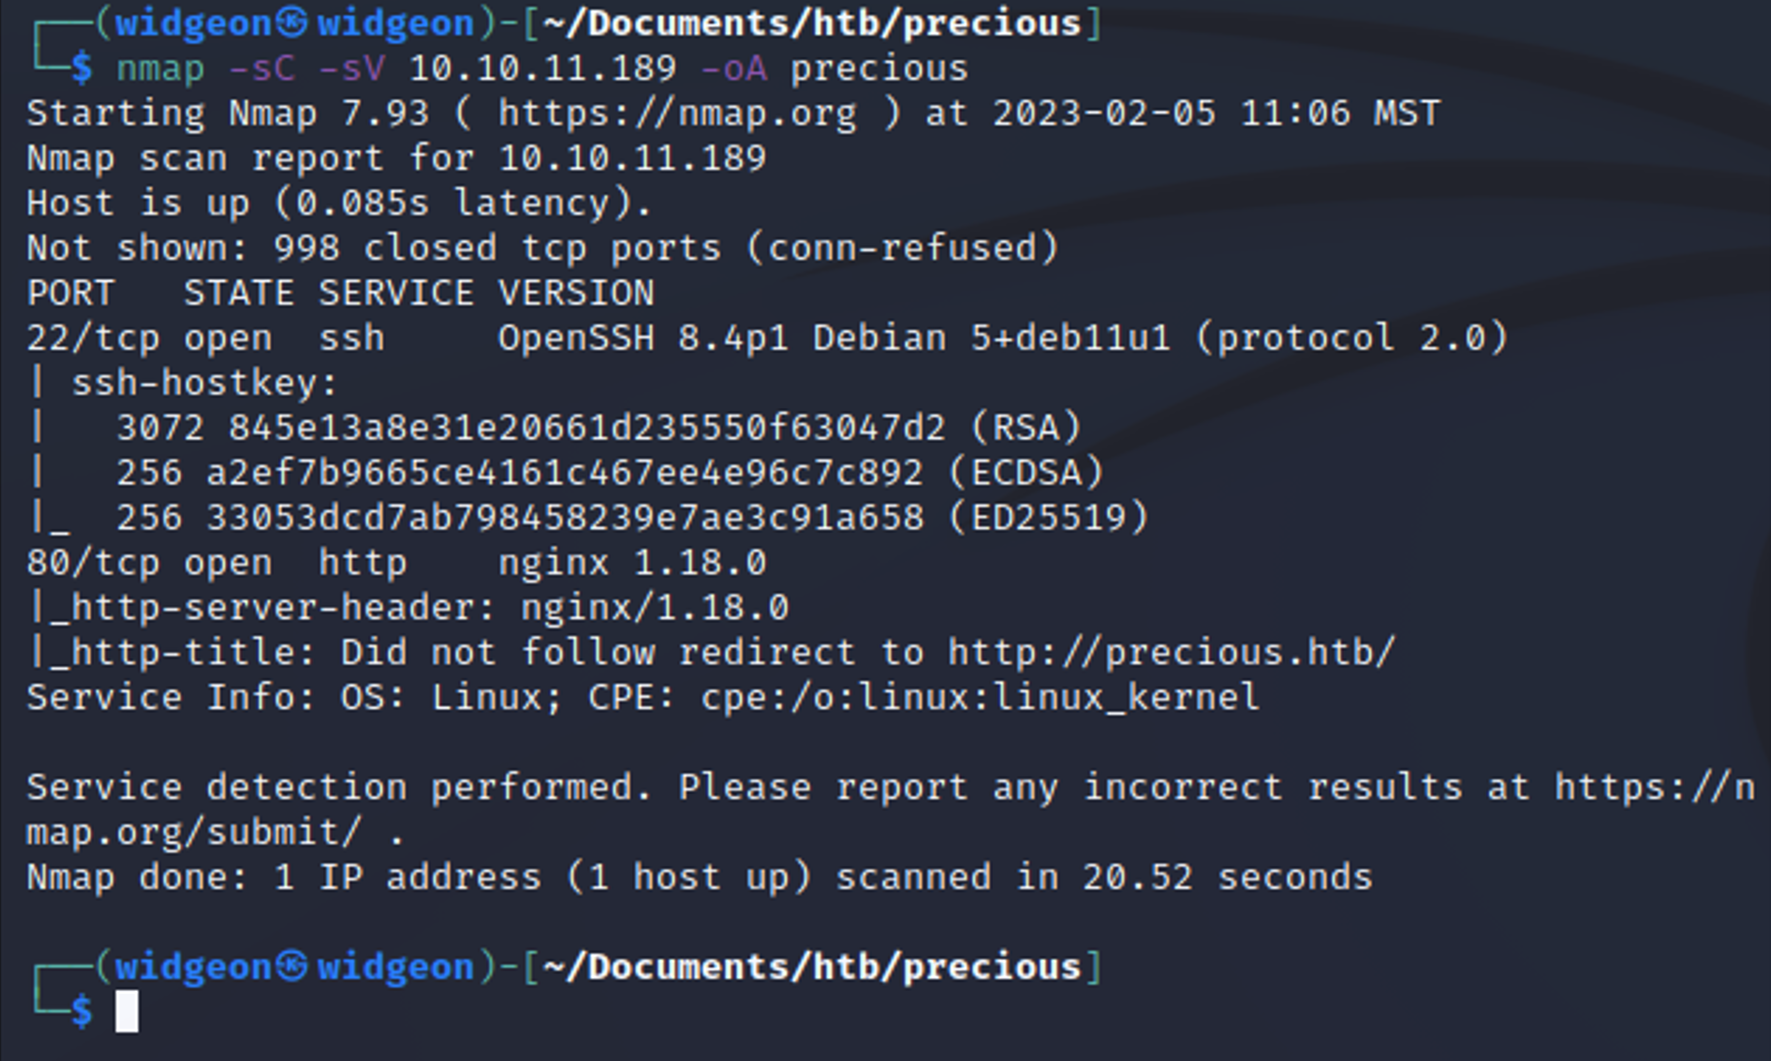 ┌──(widgeon㉿widgeon)-[~/Documents/htb/precious]
└─$ nmap -sC -sV 10.10.11.189 -oA precious
Starting Nmap 7.93 ( https://nmap.org ) at 2023-02-05 11:06 MST
Nmap scan report for 10.10.11.189
Host is up (0.085s latency).
Not shown: 998 closed tcp ports (conn-refused)
PORT   STATE SERVICE VERSION
22/tcp open  ssh     OpenSSH 8.4p1 Debian 5+deb11u1 (protocol 2.0)
| ssh-hostkey:
|   3072 845e13a8e31e20661d235550f63047d2 (RSA)
|   256 a2ef7b9665ce4161c467ee4e96c7c892 (ECDSA)
|_  256 33053dcd7ab798458239e7ae3c91a658 (ED25519)
80/tcp open  http    nginx 1.18.0
|_http-server-header: nginx/1.18.0
|_http-title: Did not follow redirect to http://precious.htb/
Service Info: OS: Linux; CPE: cpe:/o:linux:linux_kernel

Service detection performed. Please report any incorrect results at https://n
map.org/submit/ .
Nmap done: 1 IP address (1 host up) scanned in 20.52 seconds

┌──(widgeon㉿widgeon)-[~/Documents/htb/precious]
└─$